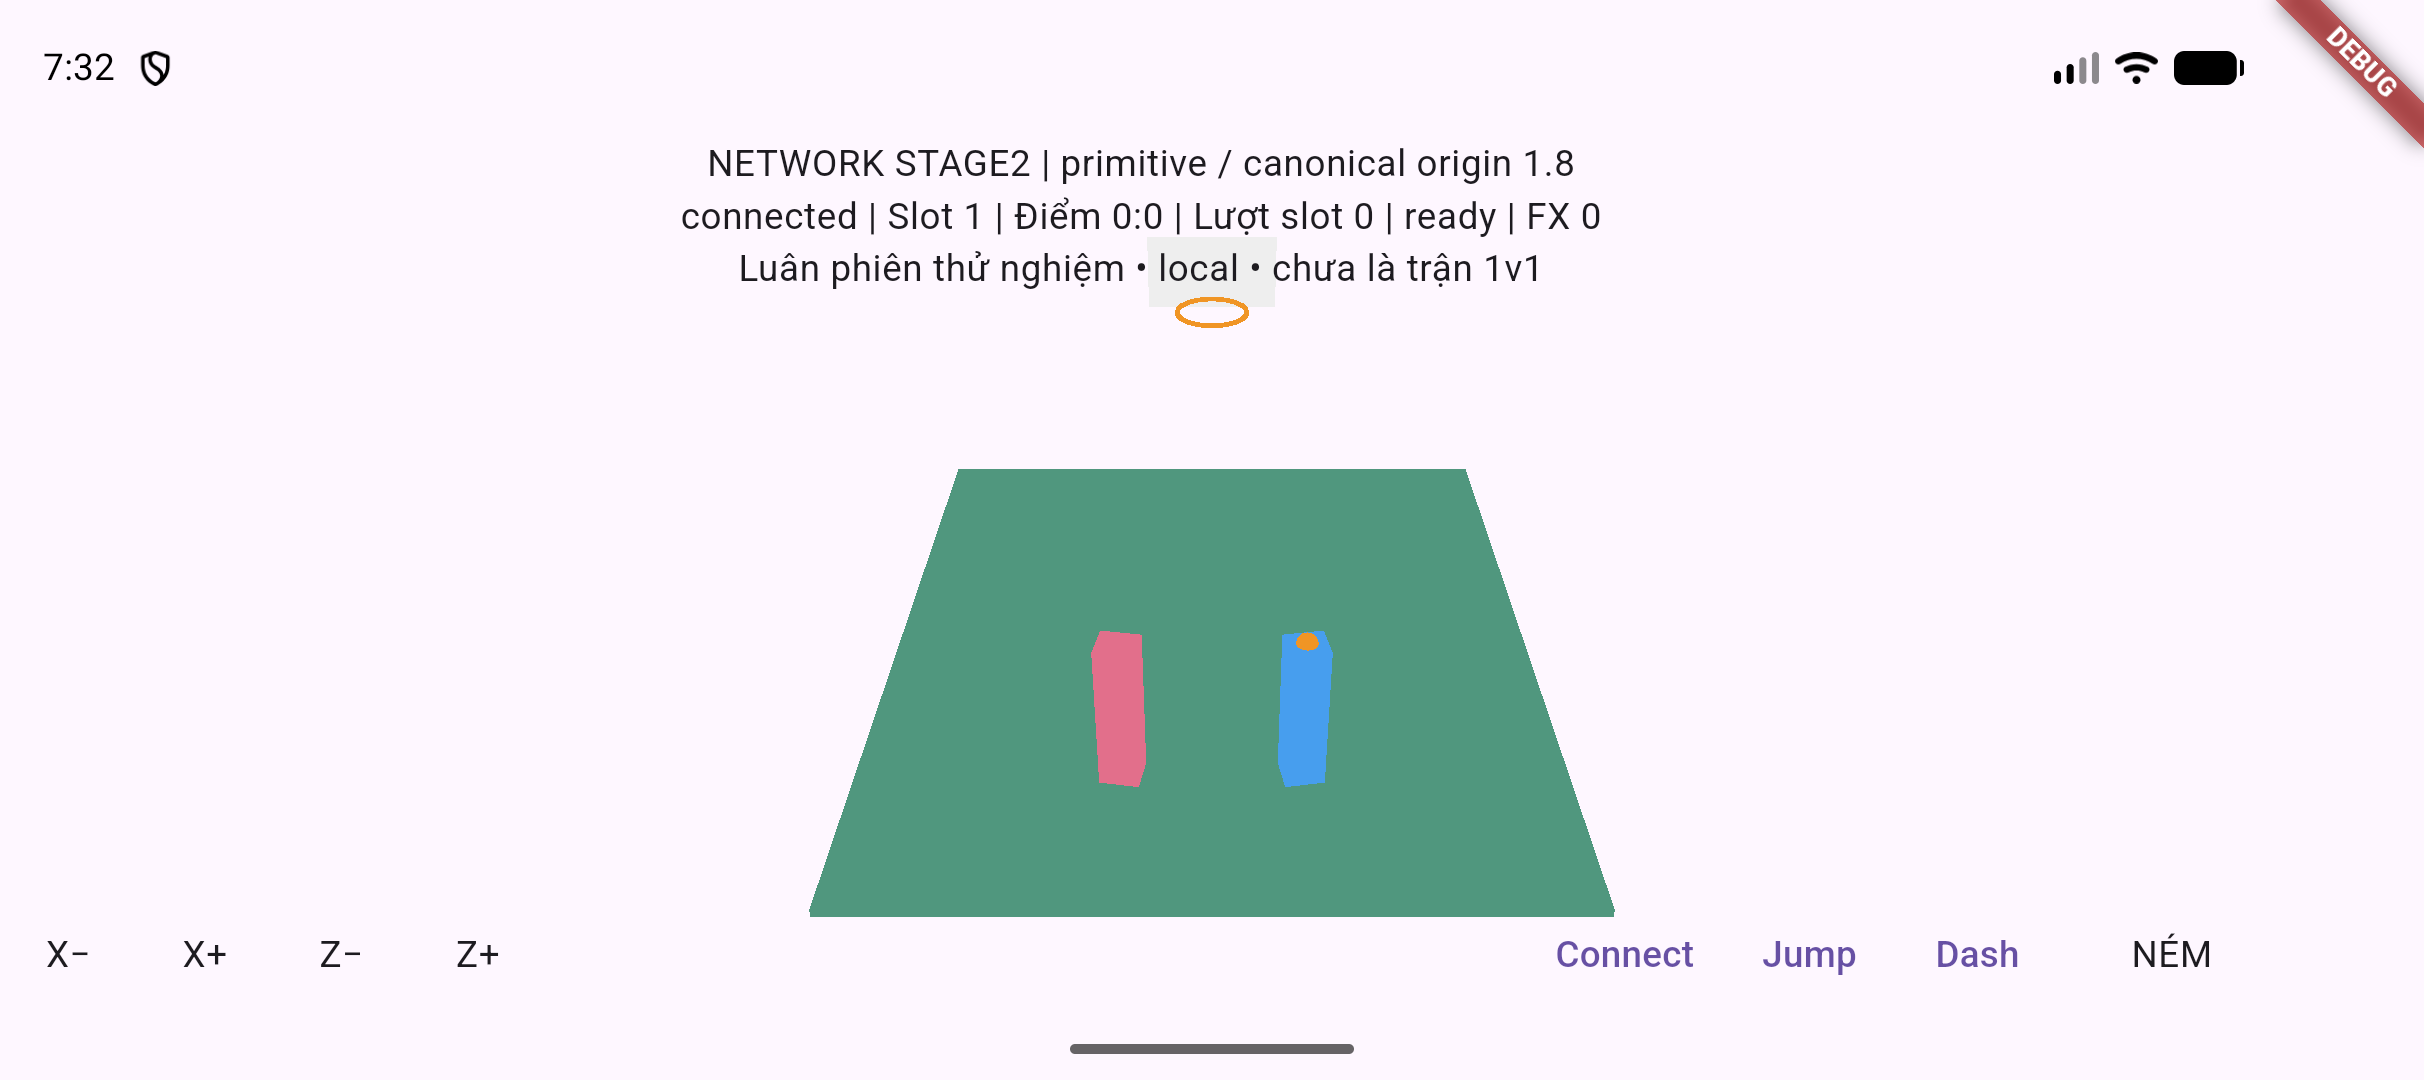 7:32
DEBUG
NETWORK STAGE2 | primitive / canonical origin 1.8
connected | Slot 1 | Điểm 0:0 | Lượt slot 0 | ready | FX 0
Luân phiên thử nghiệm • local • chưa là trận 1v1
X− X+ Z− Z+ Connect Jump Dash NÉM